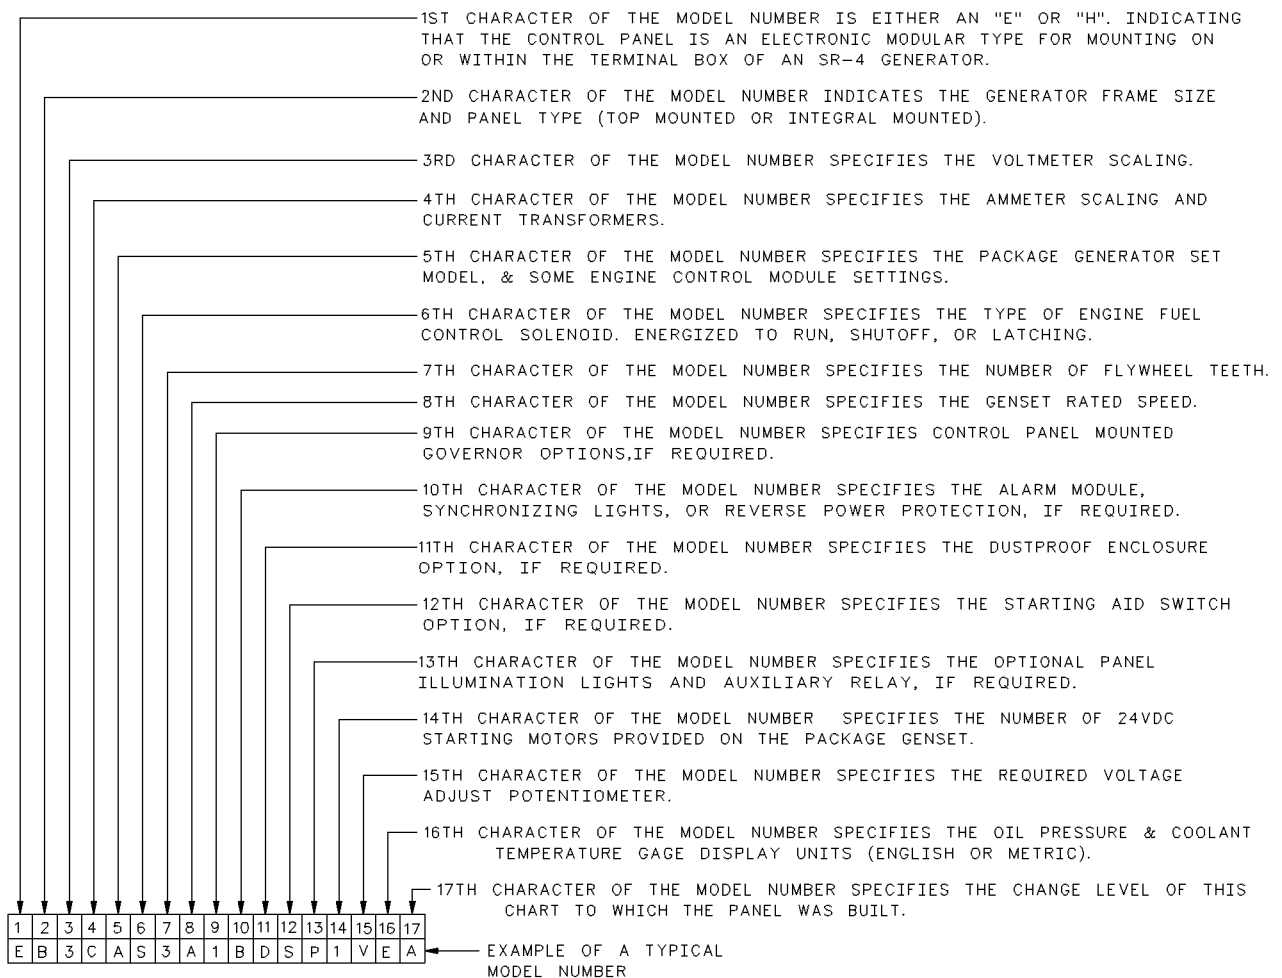 1ST CHARACTER OF THE MODEL NUMBER IS EITHER AN "E" OR "H". INDICATING
THAT THE CONTROL PANEL IS AN ELECTRONIC MODULAR TYPE FOR MOUNTING ON
OR WITHIN THE TERMINAL BOX OF AN SR-4 GENERATOR.
2ND CHARACTER OF THE MODEL NUMBER INDICATES THE GENERATOR FRAME SIZE
AND PANEL TYPE (TOP MOUNTED OR INTEGRAL MOUNTED).
3RD CHARACTER OF THE MODEL NUMBER SPECIFIES THE VOLTMETER SCALING.
4TH CHARACTER OF THE MODEL NUMBER SPECIFIES THE AMMETER SCALING AND
CURRENT TRANSFORMERS.
5TH CHARACTER OF THE MODEL NUMBER SPECIFIES THE PACKAGE GENERATOR SET
MODEL, & SOME ENGINE CONTROL MODULE SETTINGS.
6TH CHARACTER OF THE MODEL NUMBER SPECIFIES THE TYPE OF ENGINE FUEL
CONTROL SOLENOID. ENERGIZED TO RUN, SHUTOFF, OR LATCHING.
7TH CHARACTER OF THE MODEL NUMBER SPECIFIES THE NUMBER OF FLYWHEEL TEETH.
8TH CHARACTER OF THE MODEL NUMBER SPECIFIES THE GENSET RATED SPEED.
9TH CHARACTER OF THE MODEL NUMBER SPECIFIES CONTROL PANEL MOUNTED
GOVERNOR OPTIONS,IF REQUIRED.
10TH CHARACTER OF THE MODEL NUMBER SPECIFIES THE ALARM MODULE,
SYNCHRONIZING LIGHTS, OR REVERSE POWER PROTECTION, IF REQUIRED.
11TH CHARACTER OF THE MODEL NUMBER SPECIFIES THE DUSTPROOF ENCLOSURE
OPTION, IF REQUIRED.
12TH CHARACTER OF THE MODEL NUMBER SPECIFIES THE STARTING AID SWITCH
OPTION, IF REQUIRED.
13TH CHARACTER OF THE MODEL NUMBER SPECIFIES THE OPTIONAL PANEL
ILLUMINATION LIGHTS AND AUXILIARY RELAY, IF REQUIRED.
14TH CHARACTER OF THE MODEL NUMBER SPECIFIES THE NUMBER OF 24VDC
STARTING MOTORS PROVIDED ON THE PACKAGE GENSET.
15TH CHARACTER OF THE MODEL NUMBER SPECIFIES THE REQUIRED VOLTAGE
ADJUST POTENTIOMETER.
16TH CHARACTER OF THE MODEL NUMBER SPECIFIES THE OIL PRESSURE & COOLANT
TEMPERATURE GAGE DISPLAY UNITS (ENGLISH OR METRIC).
17TH CHARACTER OF THE MODEL NUMBER SPECIFIES THE CHANGE LEVEL OF THIS
CHART TO WHICH THE PANEL WAS BUILT.
1 2 3 4 5 6 7 8 9 10 11 12 13 14 15 16 17
E B 3 C A S 3 A 1 B D S P 1 V E A
EXAMPLE OF A TYPICAL
MODEL NUMBER